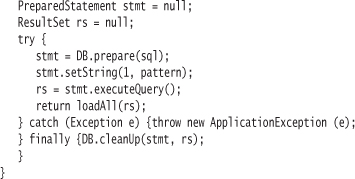 PreparedStatement stmt = null;
ResultSet rs = null;
try {
stmt = DB.prepare(sql);
stmt.setString(1, pattern);
rs = stmt.executeQuery();
return loadAll(rs);
} catch (Exception e) {throw new ApplicationException (e);
} finally {DB.cleanUp(stmt, rs);
}
}